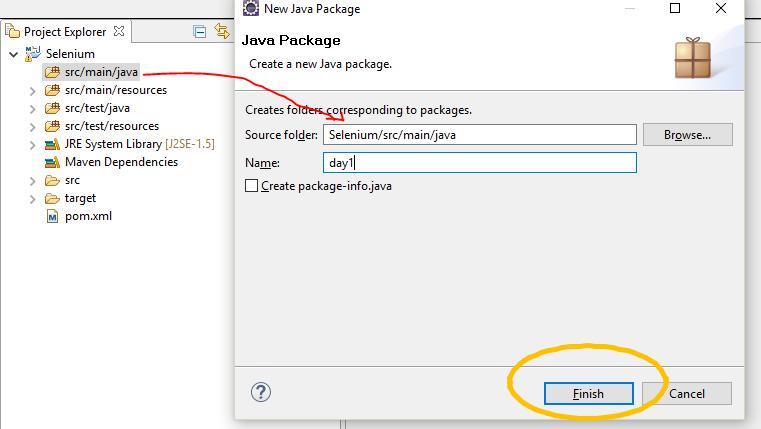 Project Explorer
Selenium
src/main/java
src/main/resources
src/test/java
src/test/resources
JRE System Library [J2SE-1.5]
Maven Dependencies
src
target
pom.xml
New Java Package
Java Package
Create a new Java package.
Creates folders corresponding to packages.
Source folder: Selenium/src/main/java Browse...
Name: day1
Create package-info.java
? Finish Cancel